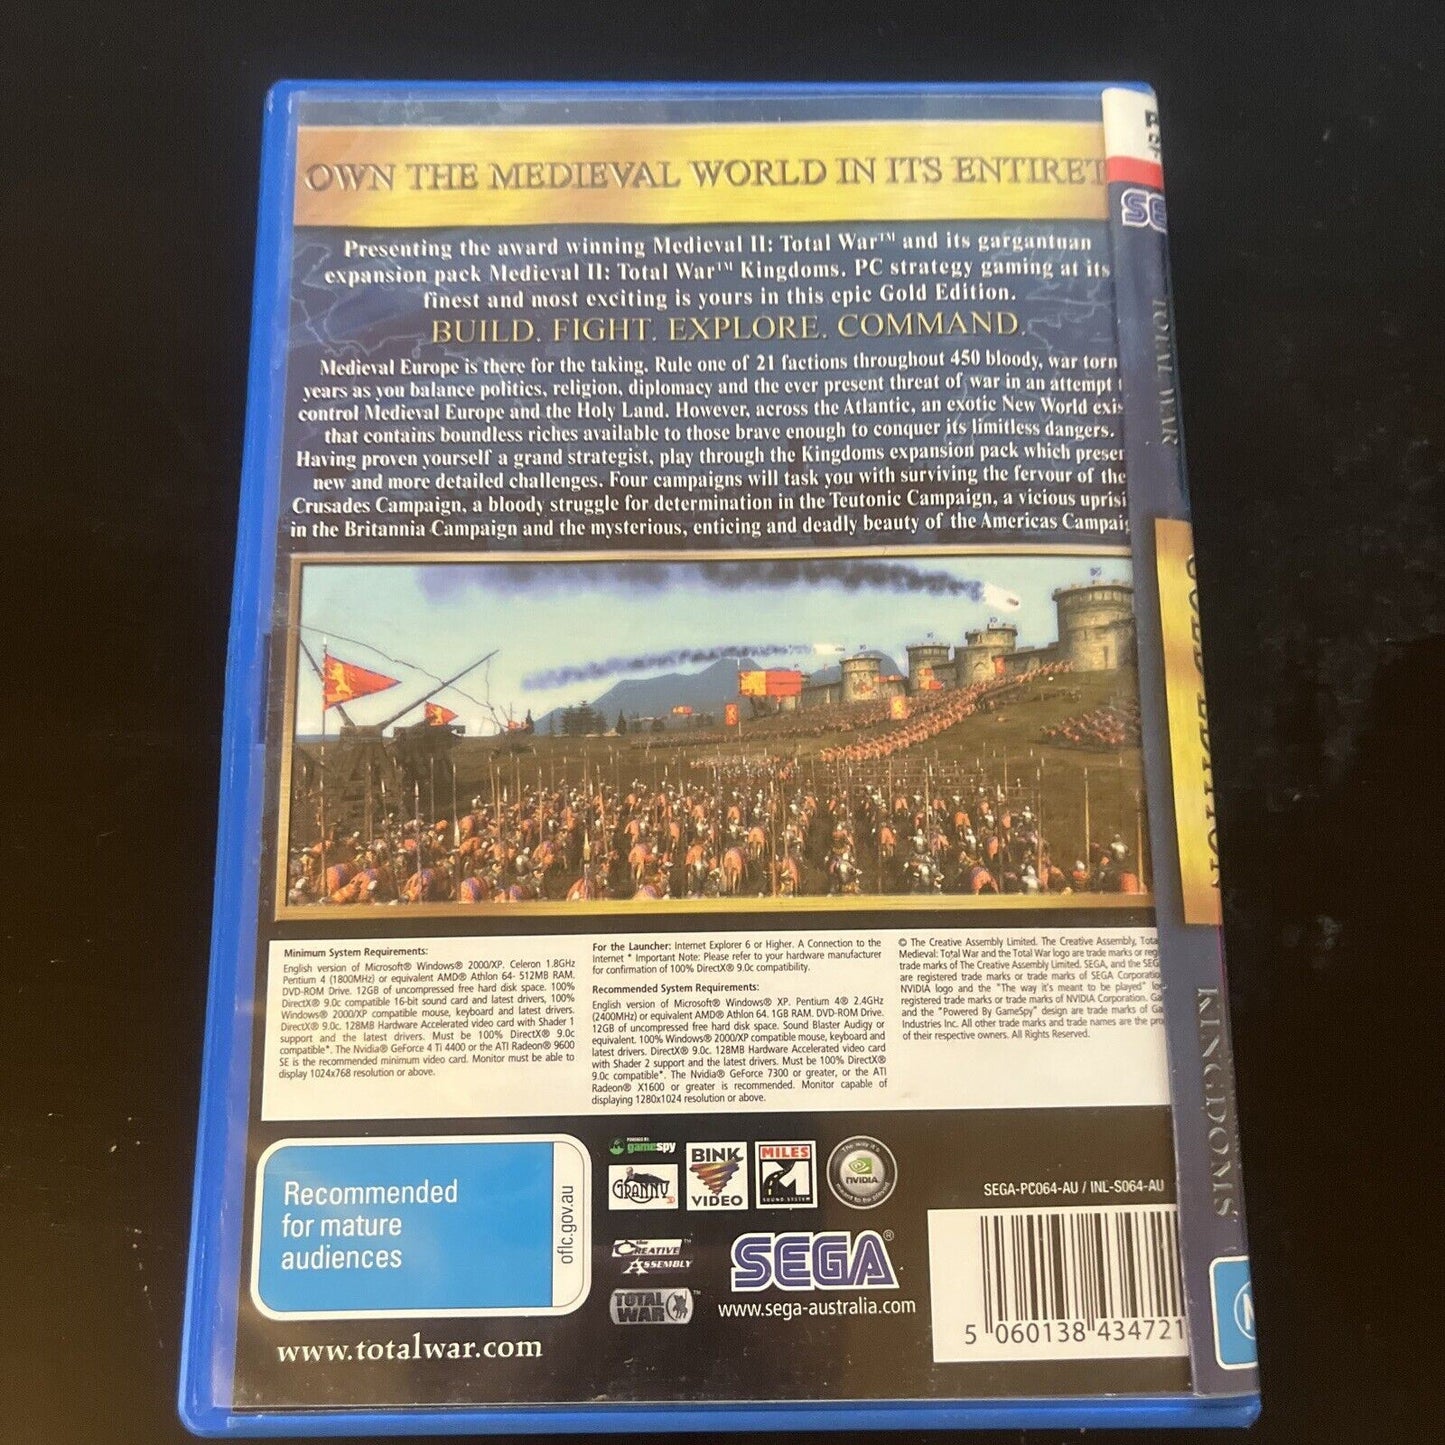 OWN THE MEDIEVAL WORLD IN ITS ENTIRET
Presenting the award winning Medieval II: Total War™ and its gargantuan
expansion pack Medieval II: Total War™ Kingdoms. PC strategy gaming at its
finest and most exciting is yours in this epic Gold Edition.
BUILD. FIGHT. EXPLORE. COMMAND.
Medieval Europe is there for the taking. Rule one of 21 factions throughout 450 bloody, war torn
years as you balance politics, religion, diplomacy and the ever present threat of war in an attempt
control Medieval Europe and the Holy Land. However, across the Atlantic, an exotic New World exis
that contains boundless riches available to those brave enough to conquer its limitless dangers.
Having proven yourself a grand strategist, play through the Kingdoms expansion pack which presen
new and more detailed challenges. Four campaigns will task you with surviving the fervour of the
Crusades Campaign, a bloody struggle for determination in the Teutonic Campaign, a vicious uprisi
in the Britannia Campaign and the mysterious, enticing and deadly beauty of the Americas Campaig
Minimum System Requirements:
English version of Microsoft® Windows® 2000/XP. Celeron 1.8GHz
Pentium 4 (1800MHz) or equivalent AMD® Athlon 64- 512MB RAM.
DVD-ROM Drive. 12GB of uncompressed free hard disk space. 100%
DirectX® 9.0c compatible 16-bit sound card and latest drivers, 100%
Windows® 2000/XP compatible mouse, keyboard and latest drivers.
DirectX® 9.0c. 128MB Hardware Accelerated video card with Shader 1
support and the latest drivers. Must be 100% DirectX® 9.0c
compatible*. The Nvidia® GeForce 4 Ti 4400 or the ATI Radeon® 9600
SE is the recommended minimum video card. Monitor must be able to
display 1024x768 resolution or above.
For the Launcher: Internet Explorer 6 or Higher. A Connection to the
Internet * Important Note: Please refer to your hardware manufacturer
for confirmation of 100% DirectX® 9.0c compatibility.
Recommended System Requirements:
English version of Microsoft® Windows® XP. Pentium 4® 2.4GHz
(2400MHz) or equivalent AMD® Athlon 64. 1GB RAM. DVD-ROM Drive.
12GB of uncompressed free hard disk space. Sound Blaster Audigy or
equivalent. 100% Windows® 2000/XP compatible mouse, keyboard and
latest drivers. DirectX® 9.0c. 128MB Hardware Accelerated video card
with Shader 2 support and the latest drivers. Must be 100% DirectX®
9.0c compatible*. The Nvidia® GeForce 7300 or greater, or the ATI
Radeon® X1600 or greater is recommended. Monitor capable of
displaying 1280x1024 resolution or above.
© The Creative Assembly Limited. The Creative Assembly, Tota
Medieval: Total War and the Total War logo are trade marks or reg
trade marks of The Creative Assembly Limited. SEGA, and the SEG
are registered trade marks or trade marks of SEGA Corporatio
NVIDIA logo and the "The way it's meant to be played" lo
registered trade marks or trade marks of NVIDIA Corporation. Ga
and the "Powered By GameSpy" design are trade marks of Ga
Industries Inc. All other trade marks and trade names are the pro
of their respective owners. All Rights Reserved.
Recommended
for mature
audiences
oflc.gov.au
www.totalwar.com
POWERED BY
gamespy
GRANNY 3D
BINK
VIDEO
MILES
SOUND SYSTEM
The way it's
NVIDIA
meant to be played
the
CREATIVE
ASSEMBLY™
TOTAL
WAR™
SEGA®
www.sega-australia.com
SEGA-PC064-AU / INL-S064-AU
5 060138 434721
SE
TOTAL WAR
GOLD EDITION
KINGDOMS